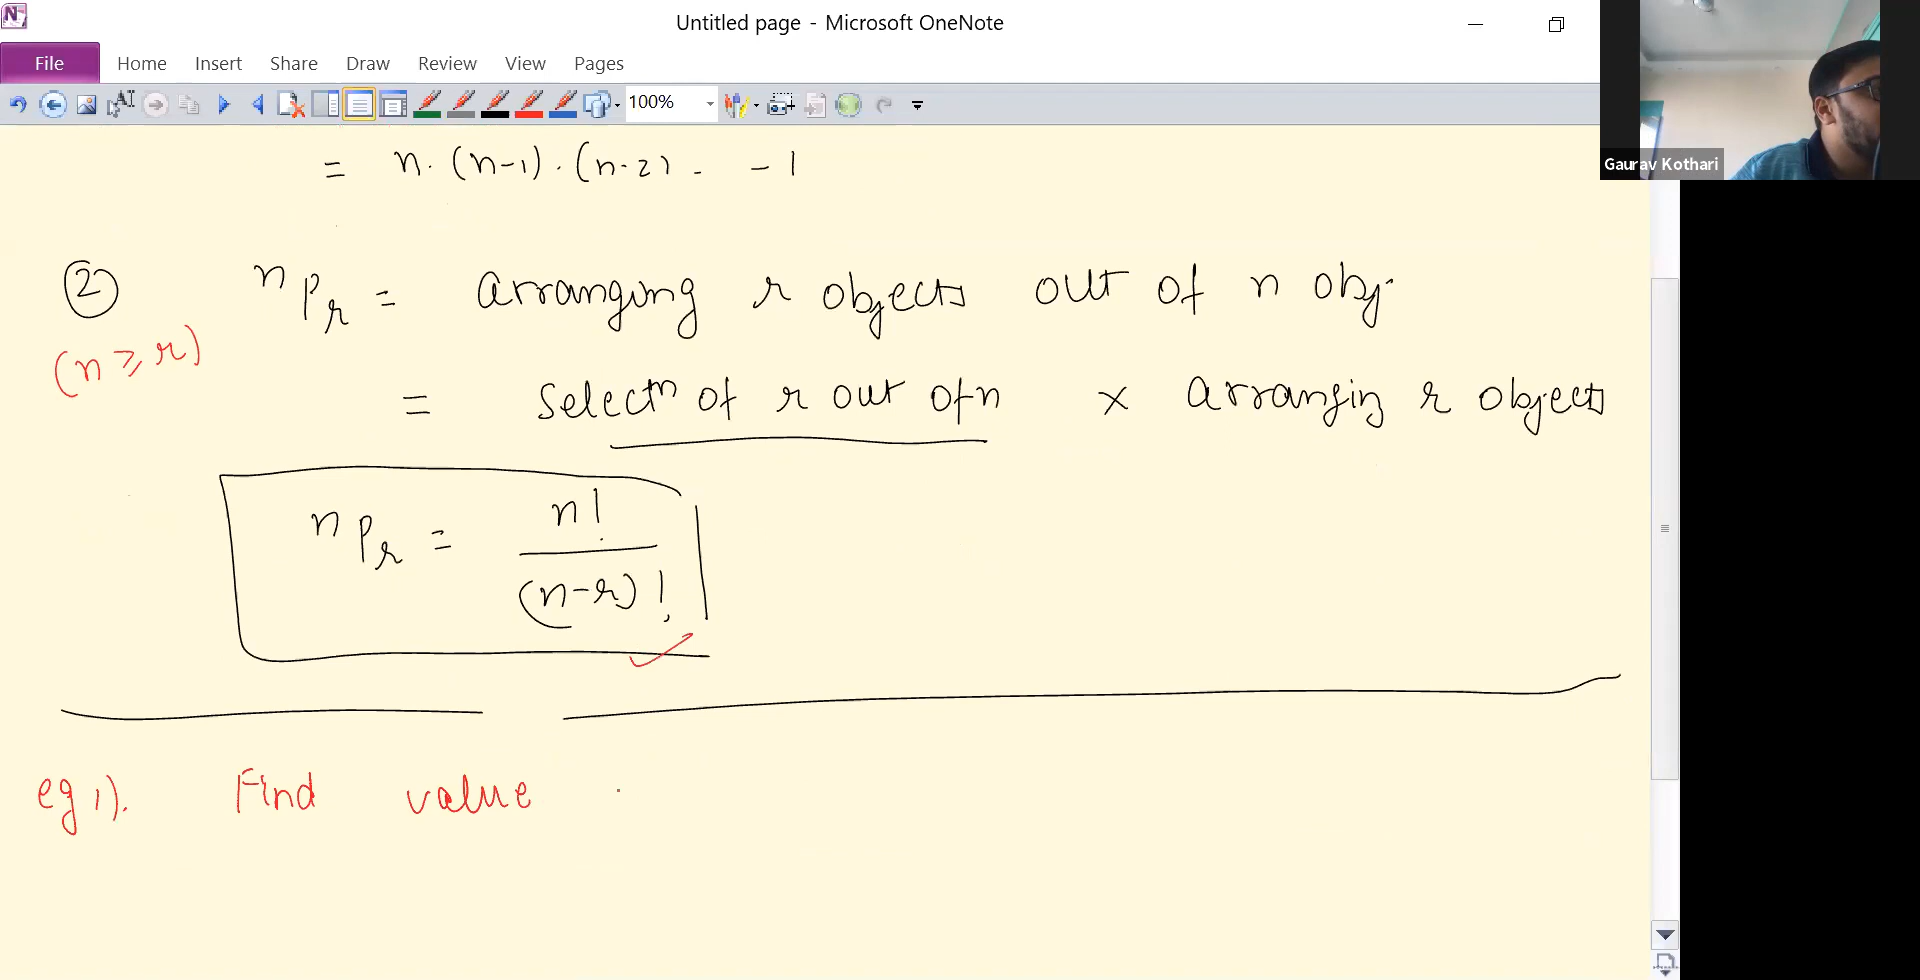 Untitled page - Microsoft OneNote
File Home Insert Share Draw Review View Pages
100%
Gaurav Kothari
= n. (n-1) . (n-2) . - 1
②
ⁿPᵣ = arranging r objects out of n obj.
(n ≥ r)
= Selectⁿ of r out of n × arranging r objects
ⁿPᵣ = n! / (n-r)!
eg 1). Find value